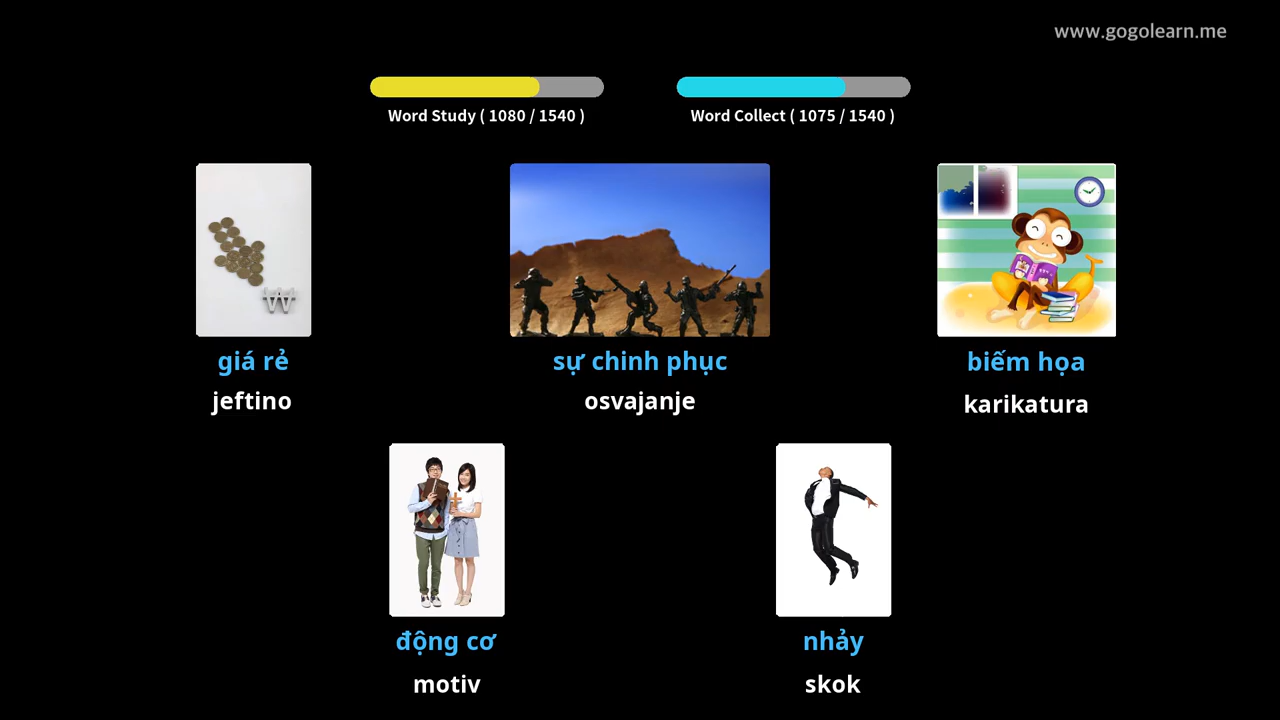 www.gogolearn.me
Word Study ( 1080 / 1540 )
Word Collect ( 1075 / 1540 )
giá rẻ
jeftino
sự chinh phục
osvajanje
biếm họa
karikatura
động cơ
motiv
nhảy
skok